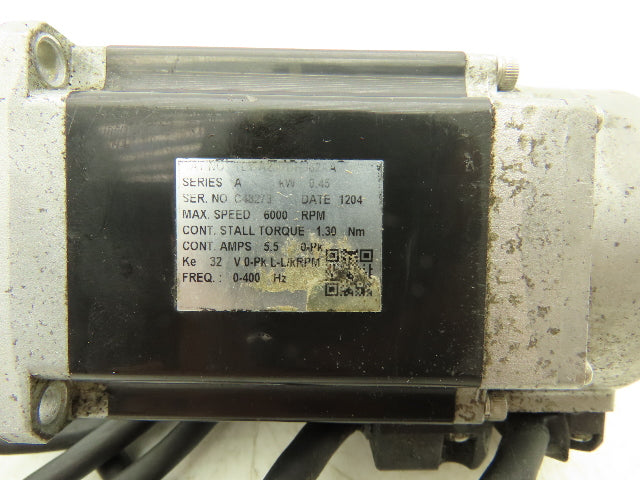 SERIES A kW 0.45
SER. NO DATE 1204
MAX. SPEED 6000 RPM
CONT. STALL TORQUE 1.30 Nm
CONT. AMPS 5.5 0-Pk
Ke 32 V 0-Pk L-L/kRPM
FREQ.: 0-400 Hz